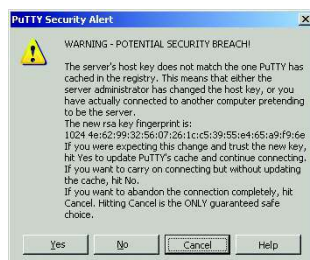 PuTTY Security Alert
WARNING - POTENTIAL SECURITY BREACH!
The server's host key does not match the one PuTTY has
cached in the registry. This means that either the
server administrator has changed the host key, or you
have actually connected to another computer pretending
to be the server.
The new rsa key fingerprint is:
1024 4e:62:99:32:56:07:26:1c:c5:39:55:e4:65:a9:f9:6e
If you were expecting this change and trust the new key,
hit Yes to update PuTTY's cache and continue connecting.
If you want to carry on connecting but without updating
the cache, hit No.
If you want to abandon the connection completely, hit
Cancel. Hitting Cancel is the ONLY guaranteed safe
choice.
Yes No Cancel Help